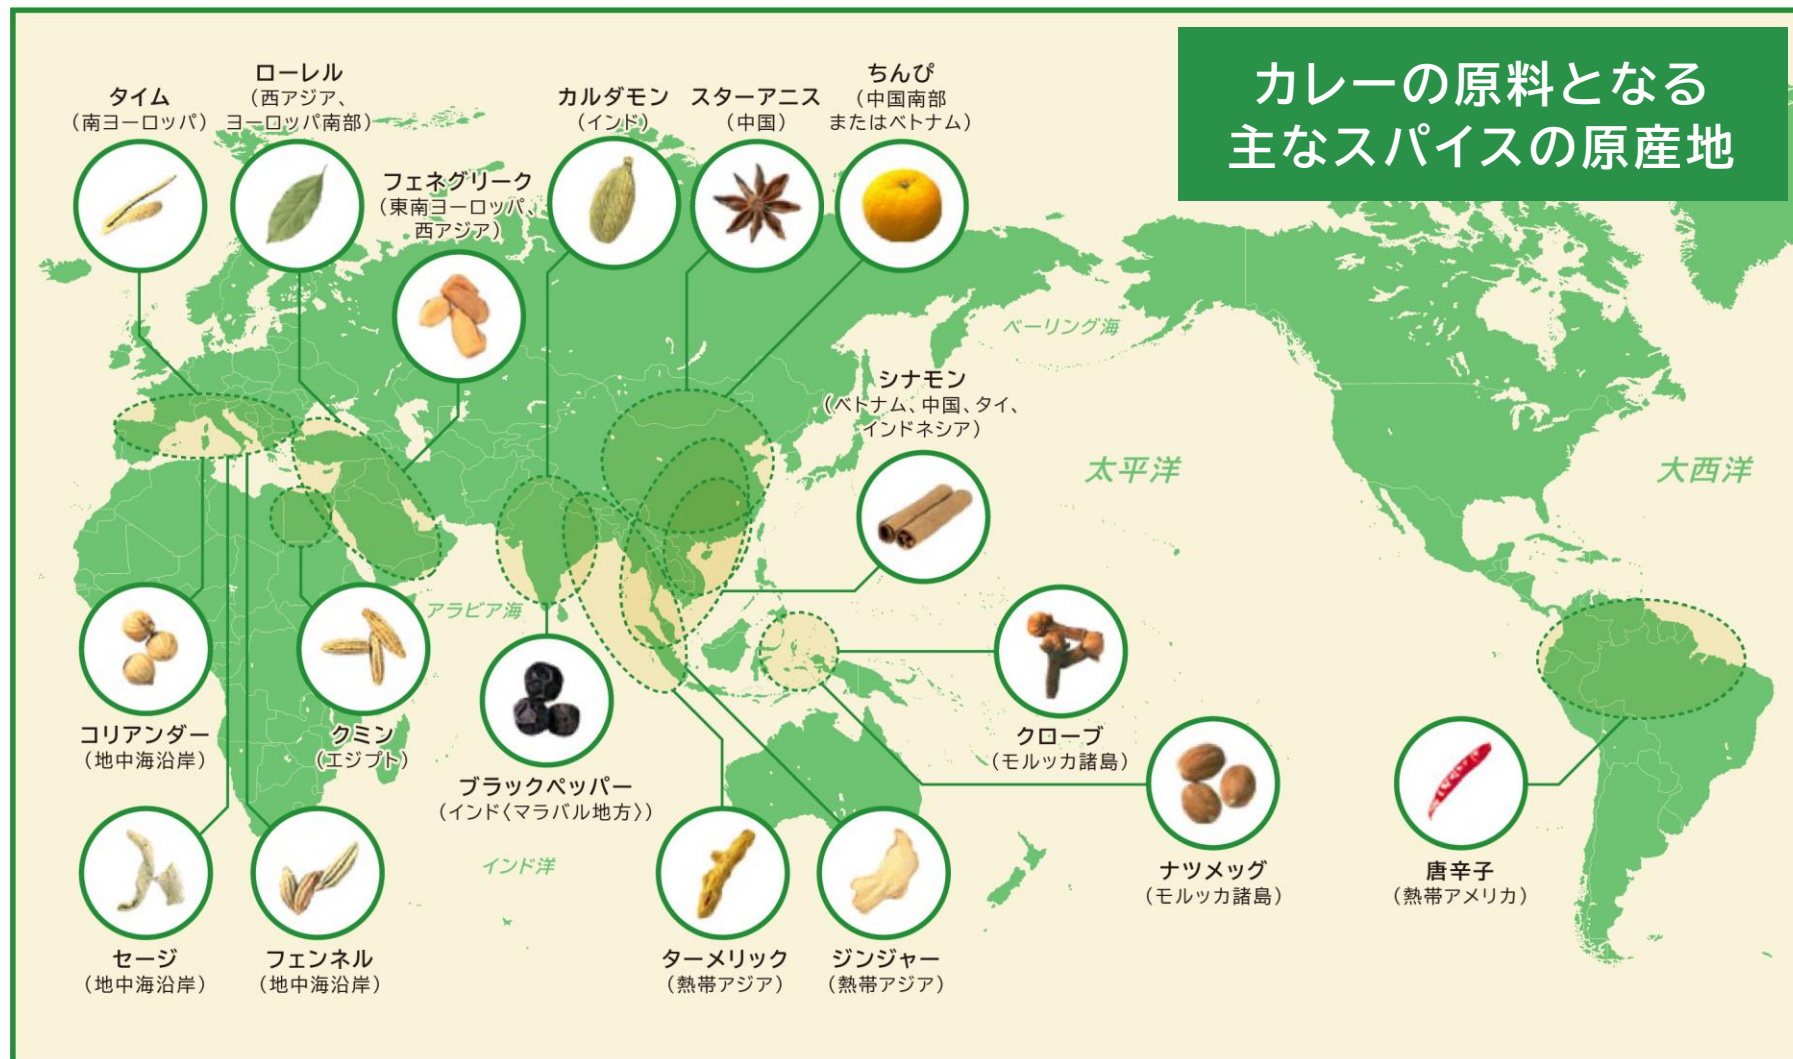 カレーの原料となる
主なスパイスの原産地
タイム
(南ヨーロッパ)
ローレル
(西アジア、
ヨーロッパ南部)
フェネグリーク
(東南ヨーロッパ、
西アジア)
カルダモン
(インド)
スターアニス
(中国)
ちんぴ
(中国南部
またはベトナム)
ベーリング海
シナモン
(ベトナム、中国、タイ、
インドネシア)
太平洋
大西洋
アラビア海
コリアンダー
(地中海沿岸)
クミン
(エジプト)
ブラックペッパー
(インド〈マラバル地方〉)
クローブ
(モルッカ諸島)
ナツメッグ
(モルッカ諸島)
唐辛子
(熱帯アメリカ)
インド洋
セージ
(地中海沿岸)
フェンネル
(地中海沿岸)
ターメリック
(熱帯アジア)
ジンジャー
(熱帯アジア)